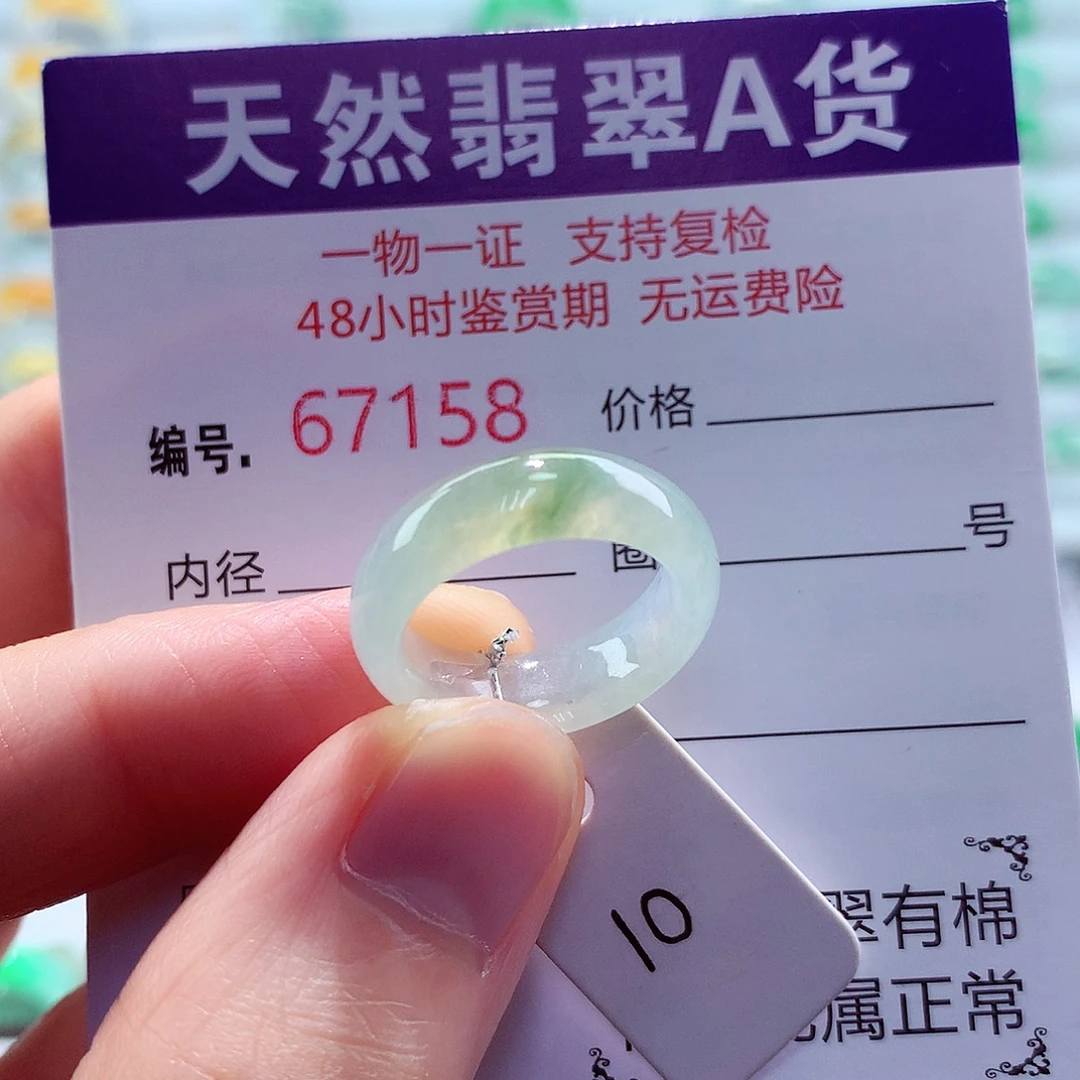 天然翡翠A货
一物一证 支持复检
48小时鉴赏期 无运费险
编号. 67158 价格
内径 圈 号
10
翠有棉
属正常